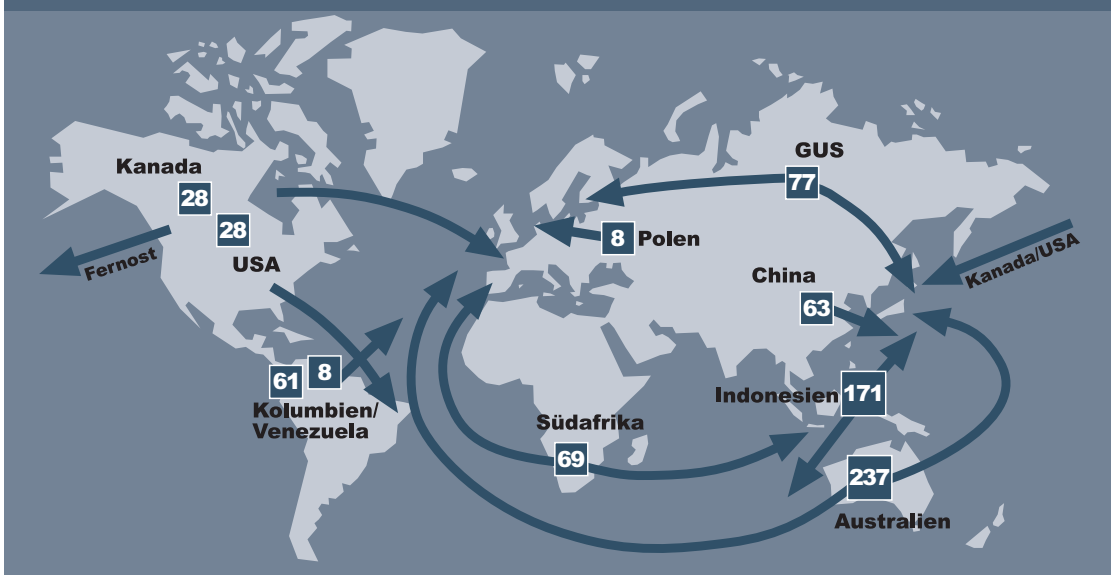 GUS
77
Kanada
28
28
USA
Fernost
8 Polen
Kanada/USA
China
63
61
8
Kolumbien/
Venezuela
Indonesien 171
Südafrika
69
237
Australien